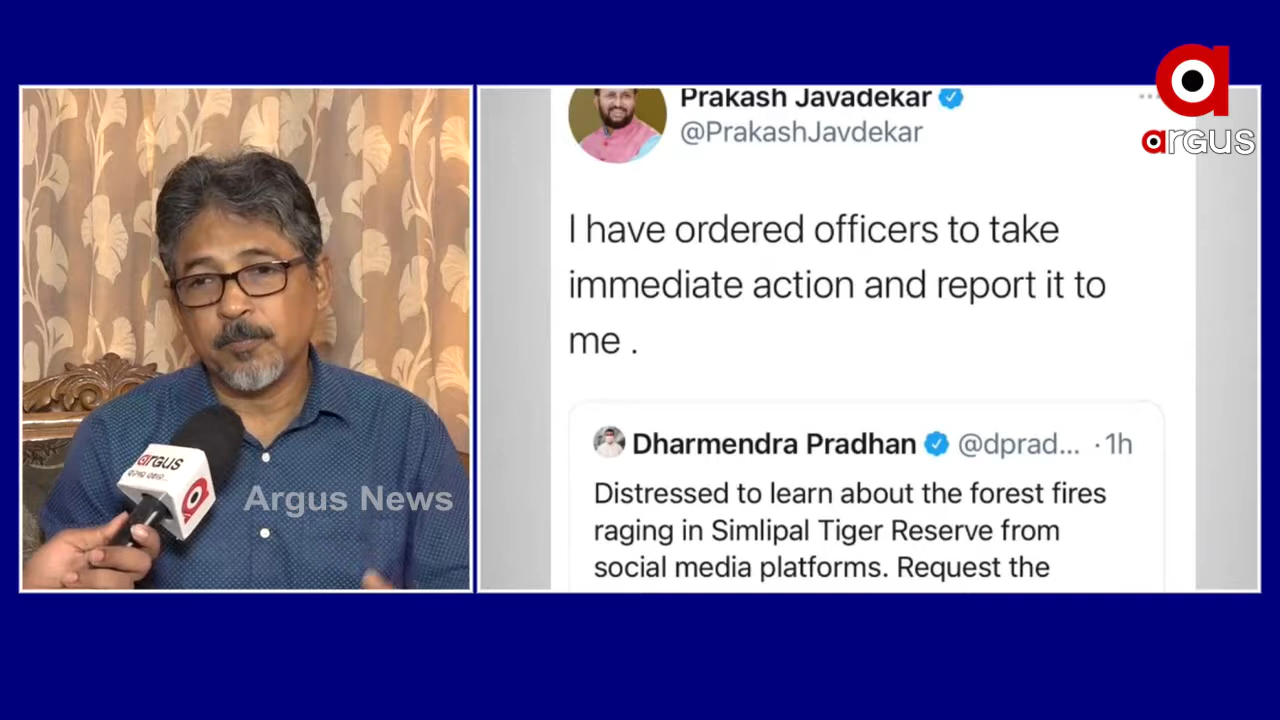 argus
Prakash Javadekar
@PrakashJavdekar
I have ordered officers to take
immediate action and report it to
me .
Dharmendra Pradhan @dprad... · 1h
Distressed to learn about the forest fires
raging in Simlipal Tiger Reserve from
social media platforms. Request the
argus
Argus News